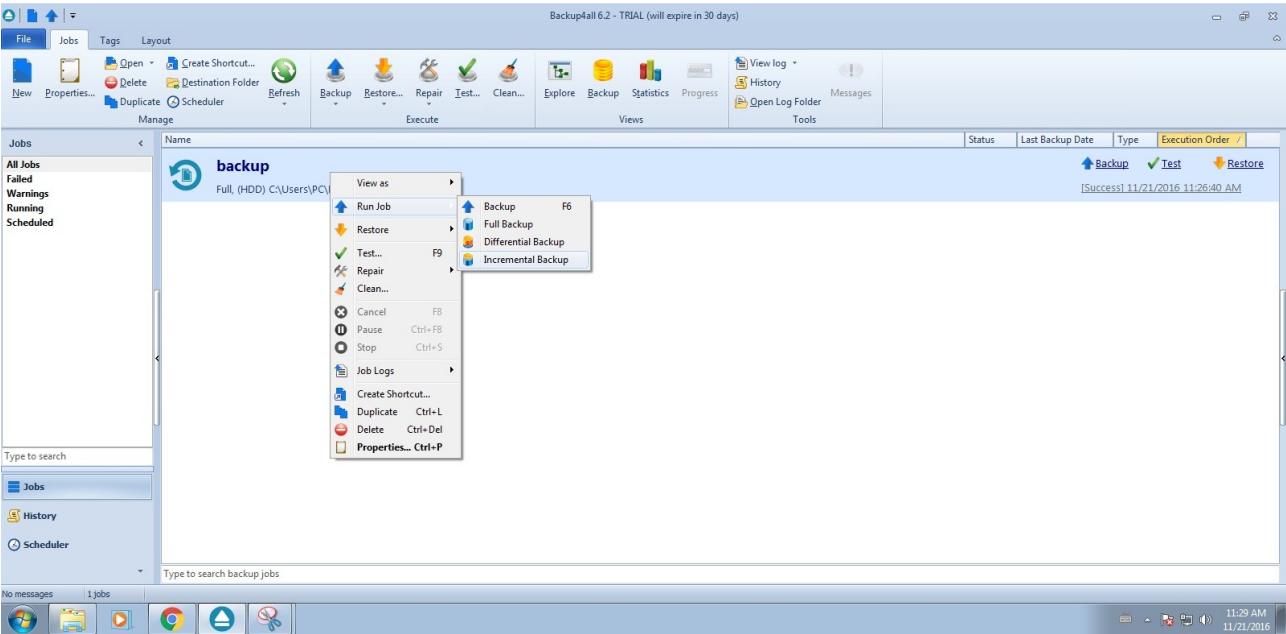 Backup4all 6.2 - TRIAL (will expire in 30 days)
File Jobs Tags Layout
New
Properties...
Open
Delete
Duplicate
Create Shortcut...
Destination Folder
Scheduler
Refresh
Manage
Backup
Restore...
Repair
Test...
Clean...
Execute
Explore
Backup
Statistics
Progress
Views
View log
History
Open Log Folder
Messages
Tools
Jobs
All Jobs
Failed
Warnings
Running
Scheduled
Type to search
Jobs
History
Scheduler
Name Status Last Backup Date Type Execution Order
backup
Full, (HDD) C:\Users\PC\
Backup Test Restore
[Success] 11/21/2016 11:26:40 AM
View as
Run Job
Restore
Test... F9
Repair
Clean...
Cancel F8
Pause Ctrl+F8
Stop Ctrl+S
Job Logs
Create Shortcut...
Duplicate Ctrl+L
Delete Ctrl+Del
Properties... Ctrl+P
Backup F6
Full Backup
Differential Backup
Incremental Backup
Type to search backup jobs
No messages 1 jobs
11:29 AM
11/21/2016